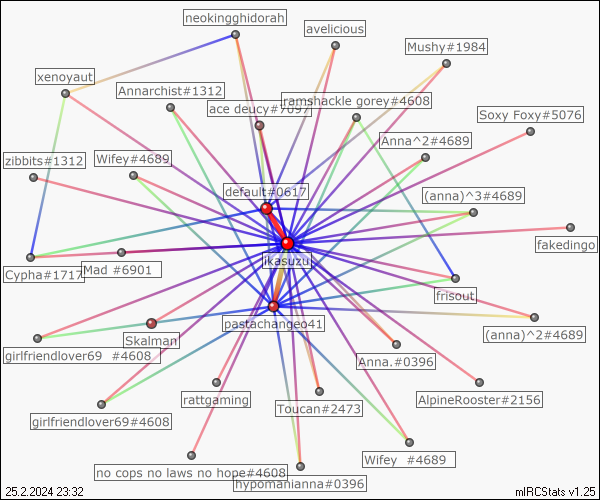 neokingghidorah
avelicious
Mushy#1984
xenoyaut
Annarchist#1312
ramshackle gorey#4608
ace deucy#7097
Soxy Foxy#5076
Anna^2#4689
zibbits#1312
Wifey#4689
default#0617
(anna)^3#4689
fakedingo
ikasuzu
Cypha#1717
Mad #6901
frisout
pastachangeo41
(anna)^2#4689
Skalman
girlfriendlover69 #4608
Anna.#0396
rattgaming
Toucan#2473
AlpineRooster#2156
girlfriendlover69#4608
Wifey #4689
no cops no laws no hope#4608
hypomanianna#0396
25.2.2024 23:32
mIRCStats v1.25